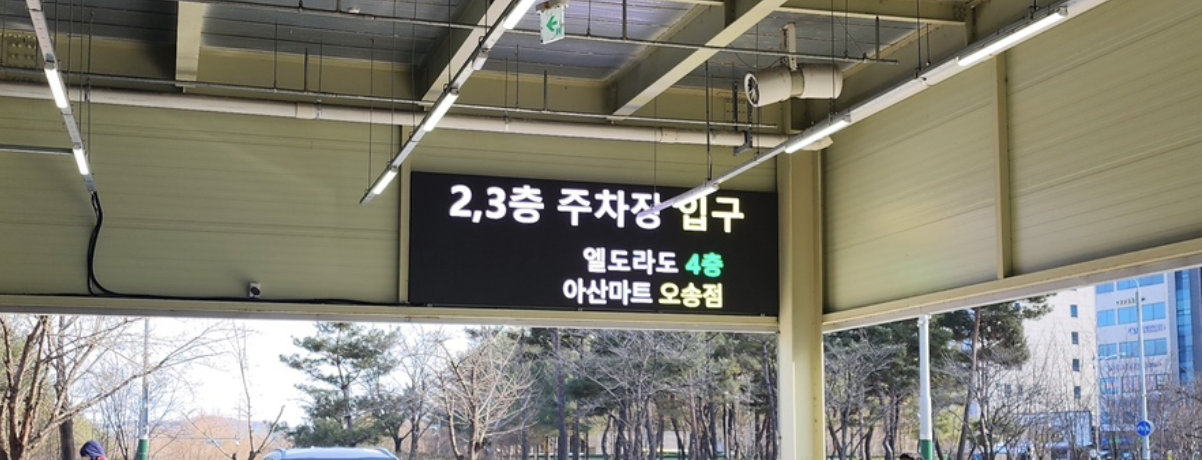 2,3층 주차장 입구
엘도라도 4층
아산마트 오송점